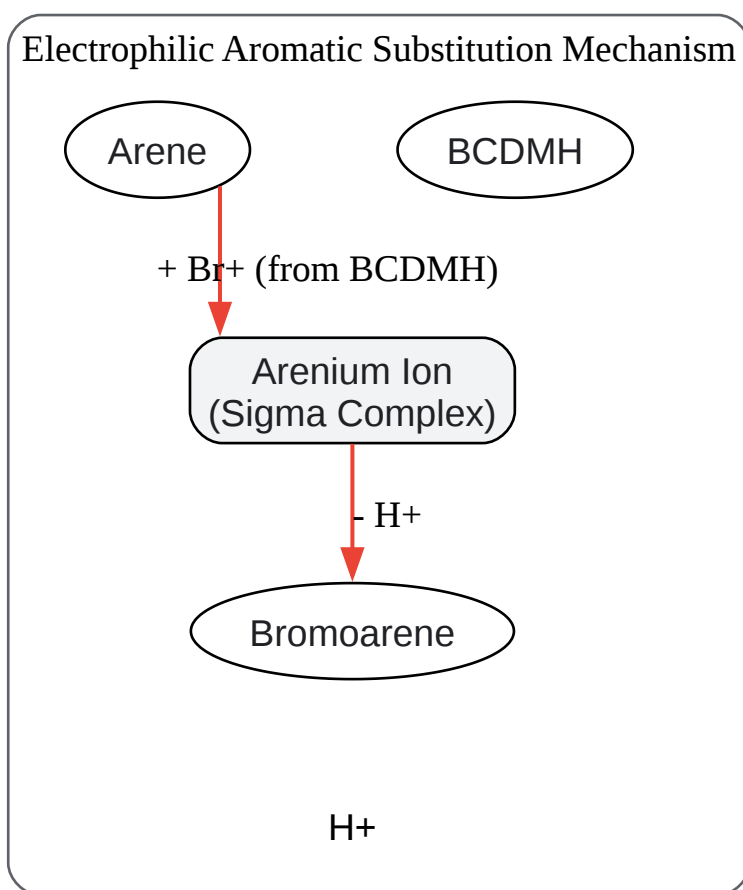 Electrophilic Aromatic Substitution Mechanism
Arene
BCDMH
+ Br+ (from BCDMH)
Arenium Ion
(Sigma Complex)
- H+
Bromoarene
H+